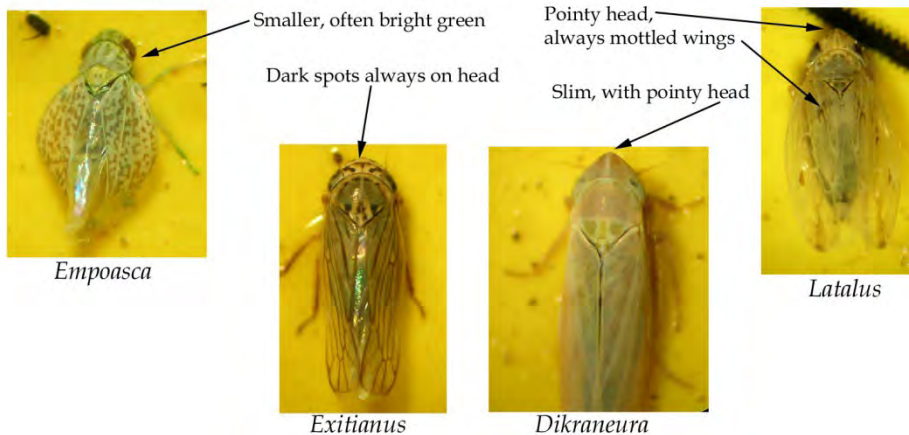 Smaller, often bright green
Empoasca
Dark spots always on head
Exitianus
Slim, with pointy head
Dikraneura
Pointy head,
always mottled wings
Latalus